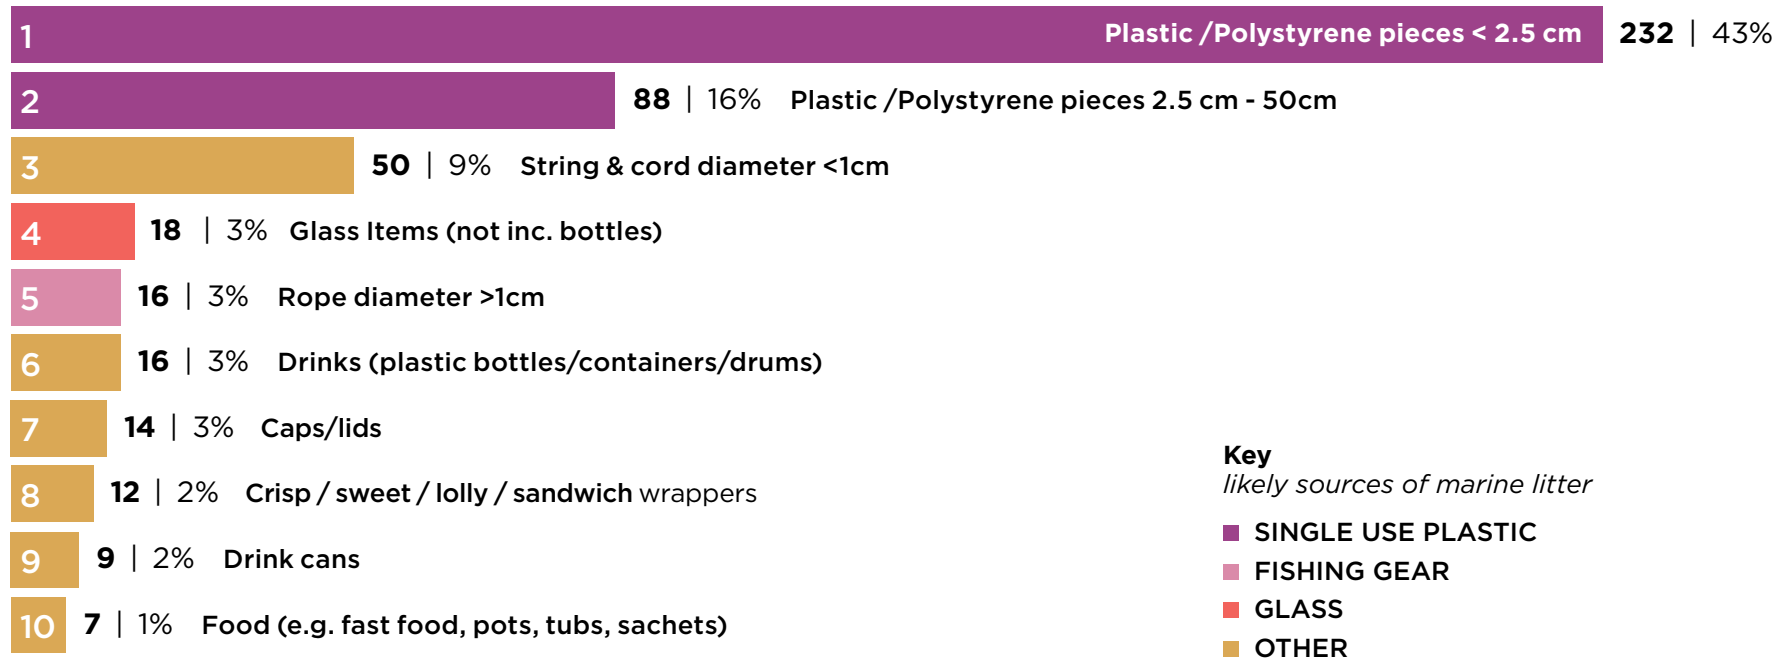 1 Plastic /Polystyrene pieces < 2.5 cm 232 | 43%
2 88 | 16% Plastic /Polystyrene pieces 2.5 cm - 50cm
3 50 | 9% String & cord diameter <1cm
4 18 | 3% Glass Items (not inc. bottles)
5 16 | 3% Rope diameter >1cm
6 16 | 3% Drinks (plastic bottles/containers/drums)
7 14 | 3% Caps/lids
8 12 | 2% Crisp / sweet / lolly / sandwich wrappers
9 9 | 2% Drink cans
10 7 | 1% Food (e.g. fast food, pots, tubs, sachets)
Key
likely sources of marine litter
SINGLE USE PLASTIC
FISHING GEAR
GLASS
OTHER